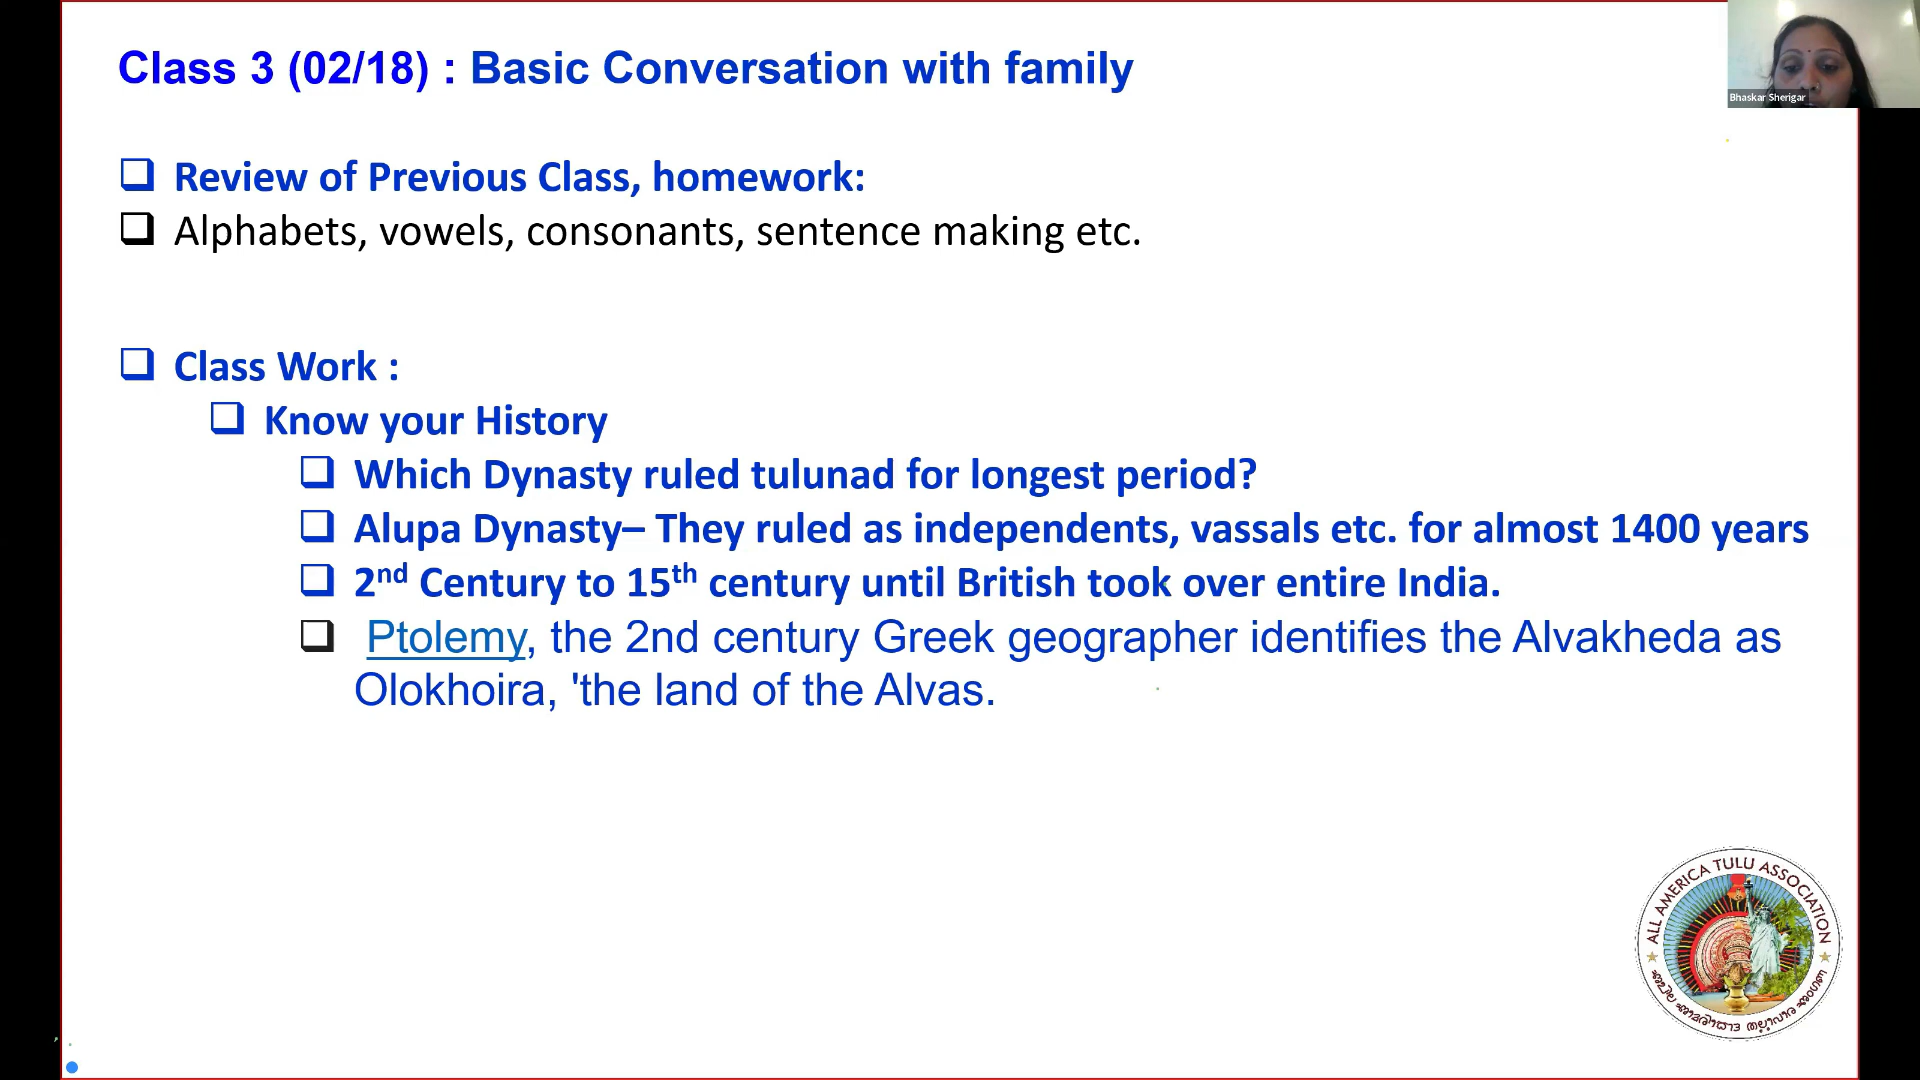 Class 3 (02/18) : Basic Conversation with family
Bhaskar Sherigar
❑ Review of Previous Class, homework:
❑ Alphabets, vowels, consonants, sentence making etc.
❑ Class Work :
❑ Know your History
❑ Which Dynasty ruled tulunad for longest period?
❑ Alupa Dynasty– They ruled as independents, vassals etc. for almost 1400 years
❑ 2nd Century to 15th century until British took over entire India.
❑ Ptolemy, the 2nd century Greek geographer identifies the Alvakheda as
Olokhoira, 'the land of the Alvas.
ALL AMERICA TULU ASSOCIATION